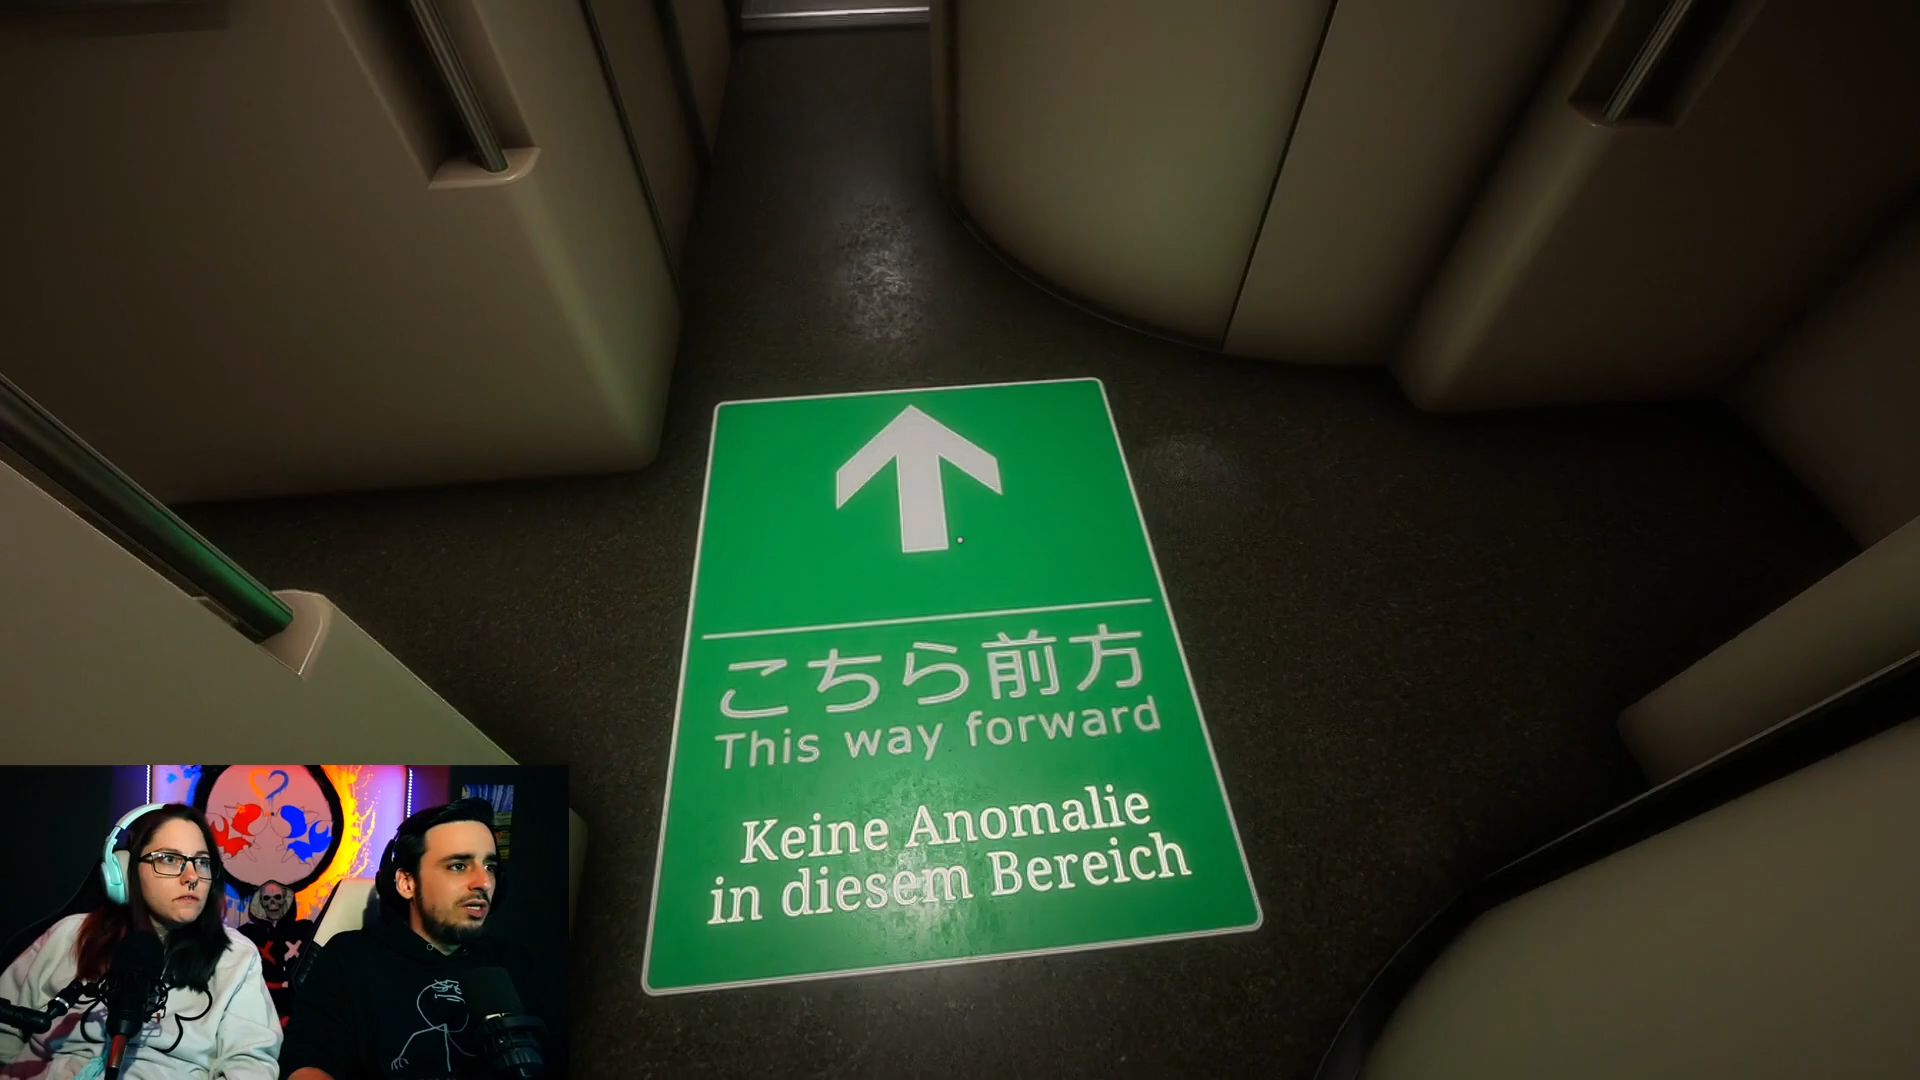 こちら前方
This way forward
Keine Anomalie
in diesem Bereich